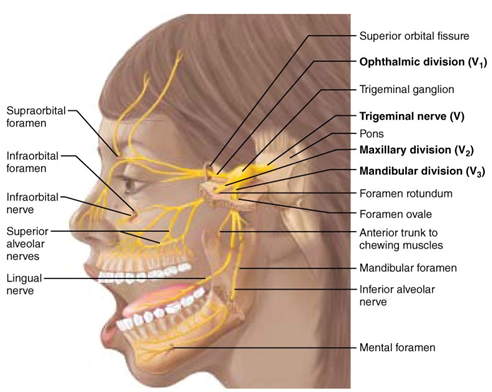 Superior orbital fissure
Ophthalmic division (V1)
Trigeminal ganglion
Trigeminal nerve (V)
Pons
Maxillary division (V2)
Mandibular division (V3)
Foramen rotundum
Foramen ovale
Anterior trunk to
chewing muscles
Mandibular foramen
Inferior alveolar
nerve
Mental foramen
Supraorbital
foramen
Infraorbital
foramen
Infraorbital
nerve
Superior
alveolar
nerves
Lingual
nerve